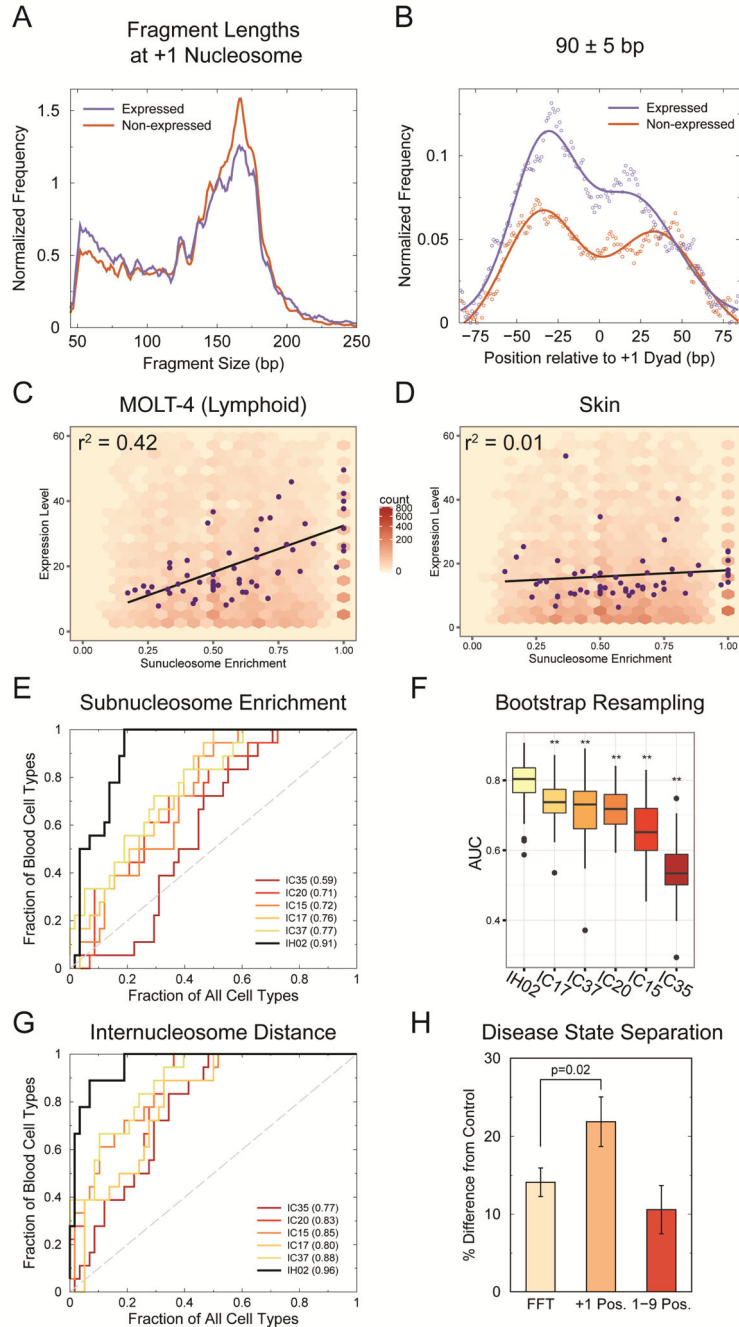 A
Fragment Lengths
at +1 Nucleosome
Expressed
Non-expressed
1.5
1
0.5
0
Normalized Frequency
50
100
150
200
250
Fragment Size (bp)
B
90 ± 5 bp
Expressed
Non-expressed
0.1
0.05
0
Normalized Frequency
−75
−50
−25
0
25
50
75
Position relative to +1 Dyad (bp)
C
MOLT-4 (Lymphoid)
r² = 0.42
60
40
20
0
Expression Level
0.00
0.25
0.50
0.75
1.00
Sunucleosome Enrichment
count
800
600
400
200
0
D
Skin
r² = 0.01
60
40
20
0
Expression Level
0.00
0.25
0.50
0.75
1.00
Sunucleosome Enrichment
E
Subnucleosome Enrichment
1
0.8
0.6
0.4
0.2
0
Fraction of Blood Cell Types
IC35 (0.59)
IC20 (0.71)
IC15 (0.72)
IC17 (0.76)
IC37 (0.77)
IH02 (0.91)
0
0.2
0.4
0.6
0.8
1
Fraction of All Cell Types
F
Bootstrap Resampling
** ** ** ** **
0.8
0.6
0.4
AUC
IH02
IC17
IC37
IC20
IC15
IC35
G
Internucleosome Distance
1
0.8
0.6
0.4
0.2
0
Fraction of Blood Cell Types
IC35 (0.77)
IC20 (0.83)
IC15 (0.85)
IC17 (0.80)
IC37 (0.88)
IH02 (0.96)
0
0.2
0.4
0.6
0.8
1
Fraction of All Cell Types
H
Disease State Separation
30
20
10
0
% Difference from Control
p=0.02
FFT
+1 Pos.
1−9 Pos.